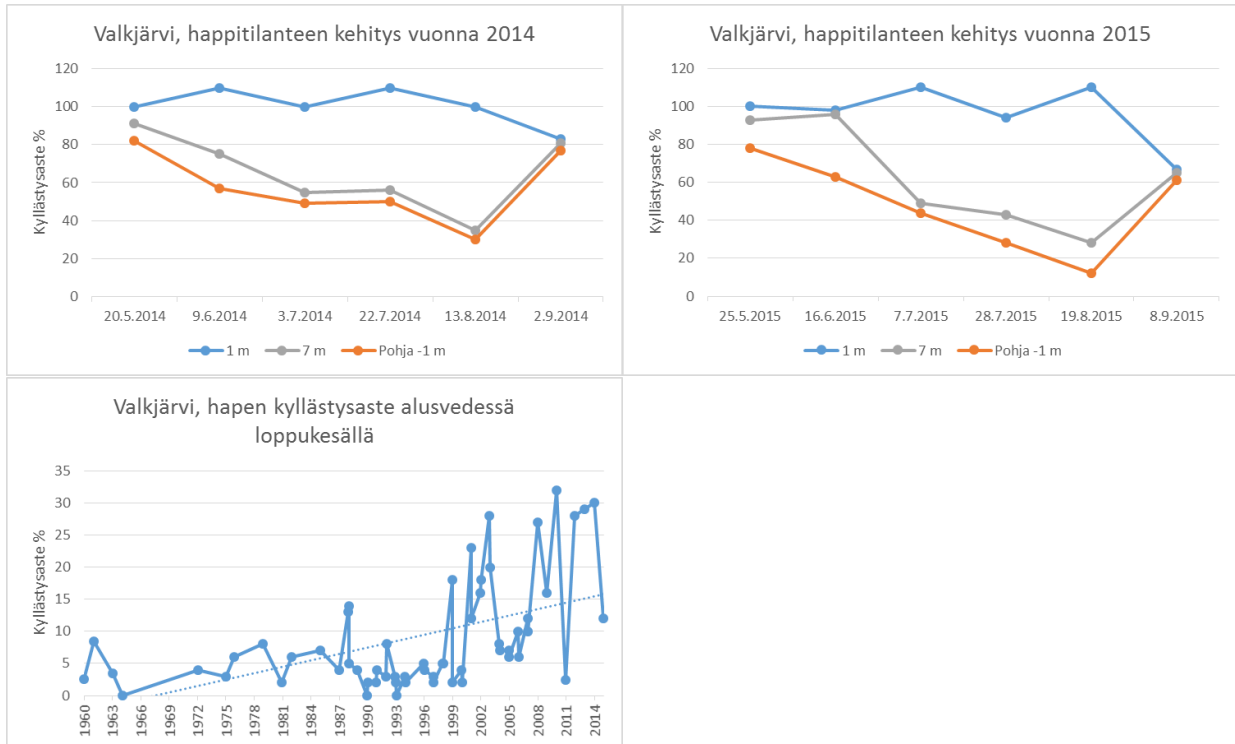 Valkjärvi, happitilanteen kehitys vuonna 2014
Kyllästysaste %
120
100
80
60
40
20
0
20.5.2014 9.6.2014 3.7.2014 22.7.2014 13.8.2014 2.9.2014
1 m 7 m Pohja -1 m
Valkjärvi, happitilanteen kehitys vuonna 2015
Kyllästysaste %
120
100
80
60
40
20
0
25.5.2015 16.6.2015 7.7.2015 28.7.2015 19.8.2015 8.9.2015
1 m 7 m Pohja -1 m
Valkjärvi, hapen kyllästysaste alusvedessä
loppukesällä
Kyllästysaste %
35
30
25
20
15
10
5
0
1960 1963 1966 1969 1972 1975 1978 1981 1984 1987 1990 1993 1996 1999 2002 2005 2008 2011 2014